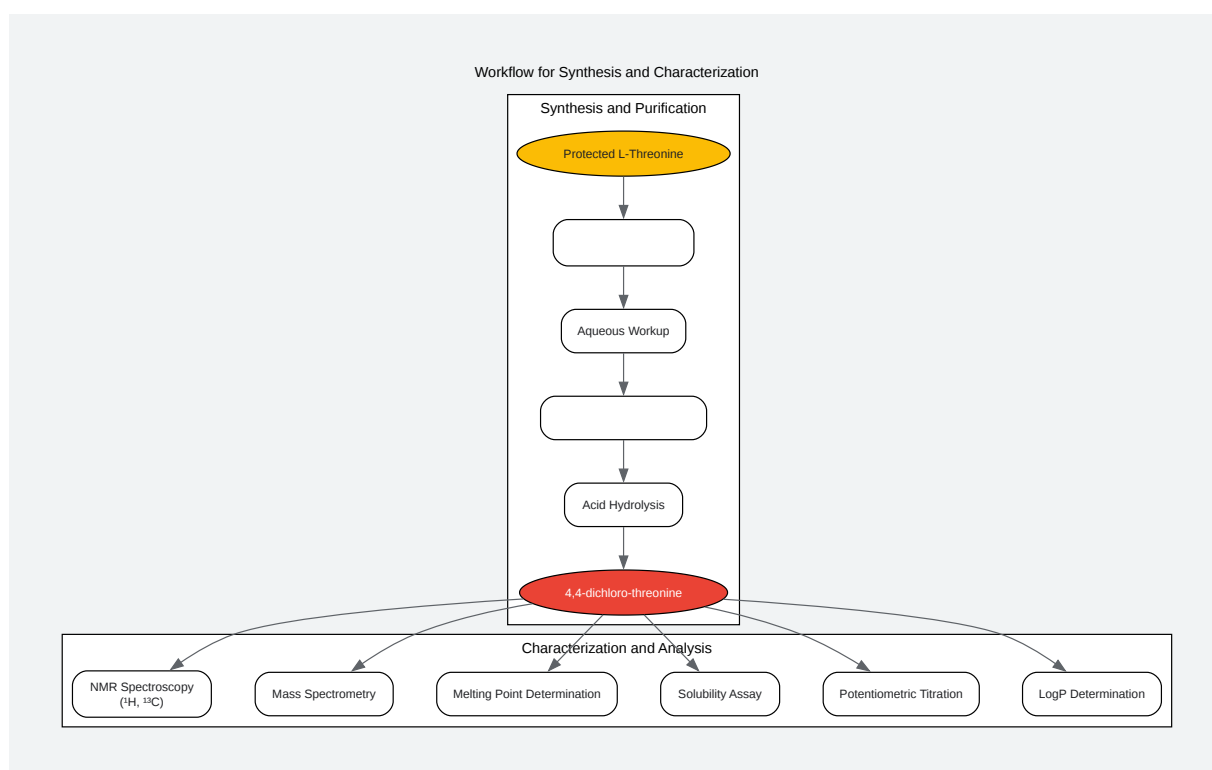 Workflow for Synthesis and Characterization
Synthesis and Purification
Protected L-Threonine
Aqueous Workup
Acid Hydrolysis
4,4-dichloro-threonine
Characterization and Analysis
NMR Spectroscopy
(¹H, ¹³C)
Mass Spectrometry
Melting Point Determination
Solubility Assay
Potentiometric Titration
LogP Determination